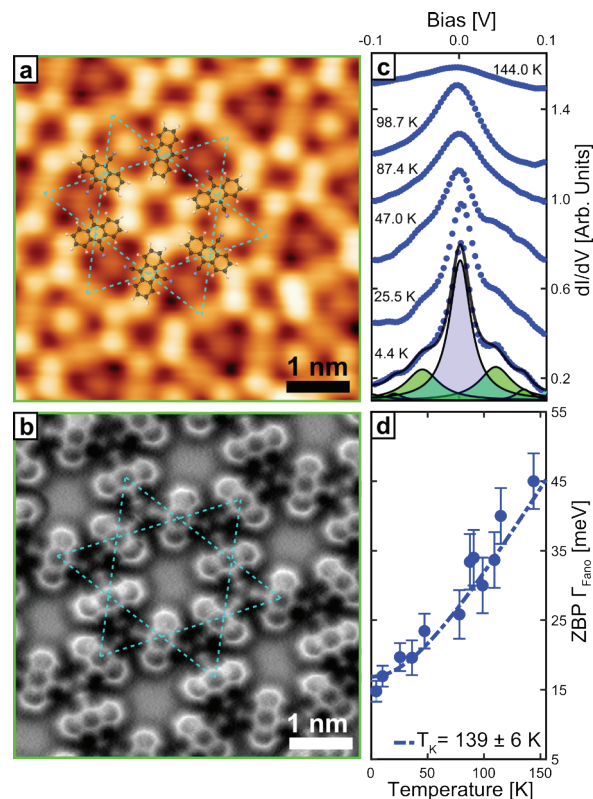 Bias [V]
-0.1 0.0 0.1
a
c
144.0 K
98.7 K
87.4 K
47.0 K
25.5 K
4.4 K
1.4
1.0
0.6
0.2
dI/dV [Arb. Units]
1 nm
b
d
55
45
35
25
15
5
ZBP Γ_Fano [meV]
1 nm
T_K = 139 ± 6 K
0 50 100 150
Temperature [K]